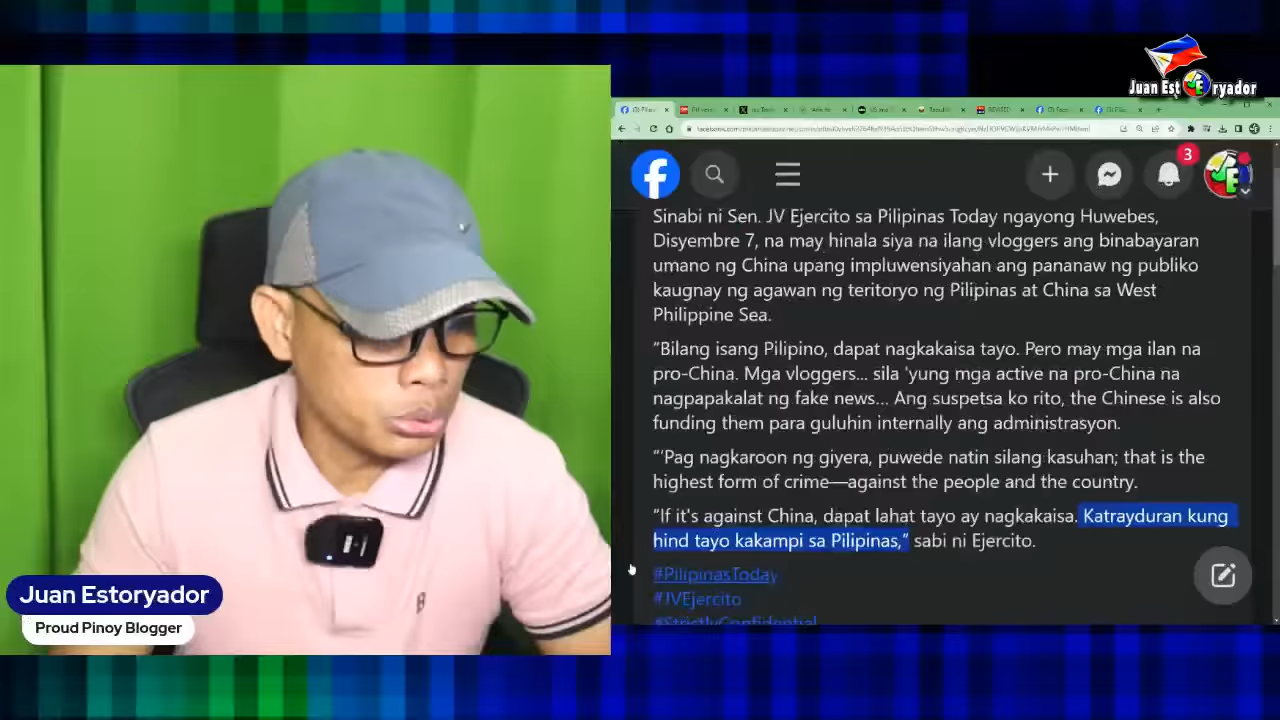 Juan Estoryador
Sinabi ni Sen. JV Ejercito sa Pilipinas Today ngayong Huwebes,
Disyembre 7, na may hinala siya na ilang vloggers ang binabayaran
umano ng China upang impluwensiyahan ang pananaw ng publiko
kaugnay ng agawan ng teritoryo ng Pilipinas at China sa West
Philippine Sea.
"Bilang isang Pilipino, dapat nagkakaisa tayo. Pero may mga ilan na
pro-China. Mga vloggers... sila 'yung mga active na pro-China na
nagpapakalat ng fake news... Ang suspetsa ko rito, the Chinese is also
funding them para guluhin internally ang administrasyon.
"'Pag nagkaroon ng giyera, puwede natin silang kasuhan; that is the
highest form of crime—against the people and the country.
"If it's against China, dapat lahat tayo ay nagkakaisa. Katrayduran kung
hind tayo kakampi sa Pilipinas," sabi ni Ejercito.
#PilipinasToday
#JVEjercito
#StrictlyConfidential
3
Juan Estoryador
Proud Pinoy Blogger